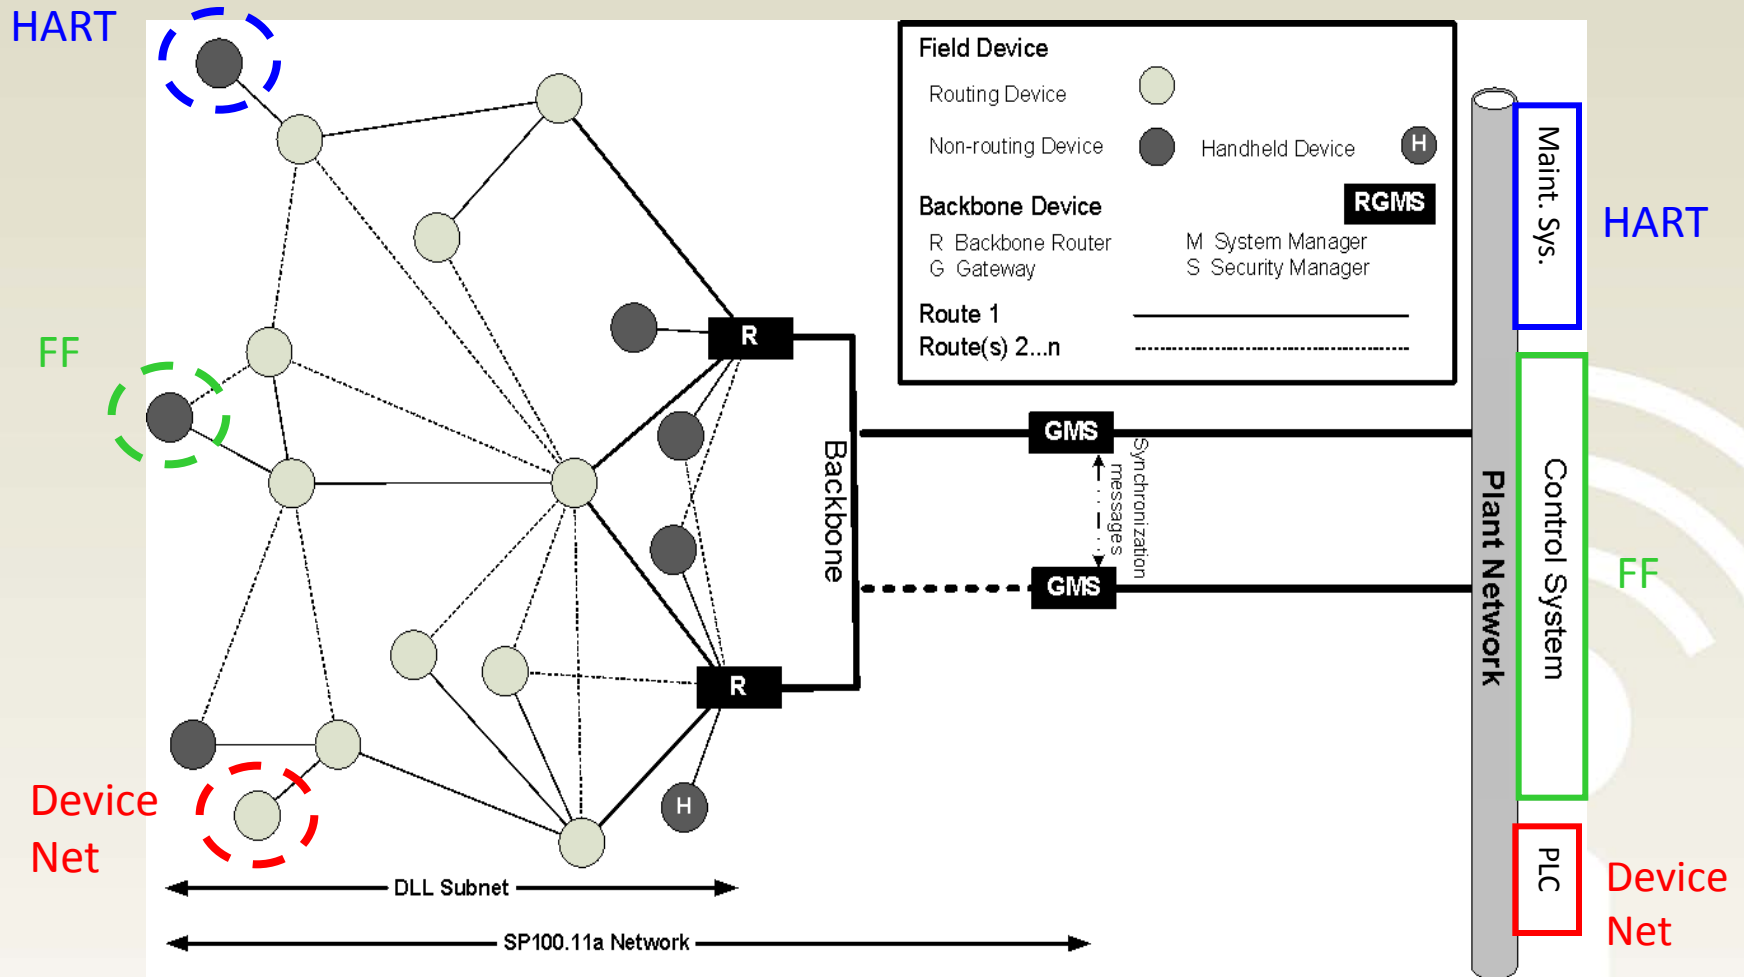 HART
FF
Device
Net
Field Device
Routing Device
Non-routing Device
Handheld Device
H
Backbone Device
RGMS
R Backbone Router
M System Manager
G Gateway
S Security Manager
Route 1
Route(s) 2...n
R
R
H
Backbone
GMS
Synchronization
messages
GMS
Plant Network
Maint. Sys.
Control System
PLC
HART
FF
Device
Net
DLL Subnet
SP100.11a Network